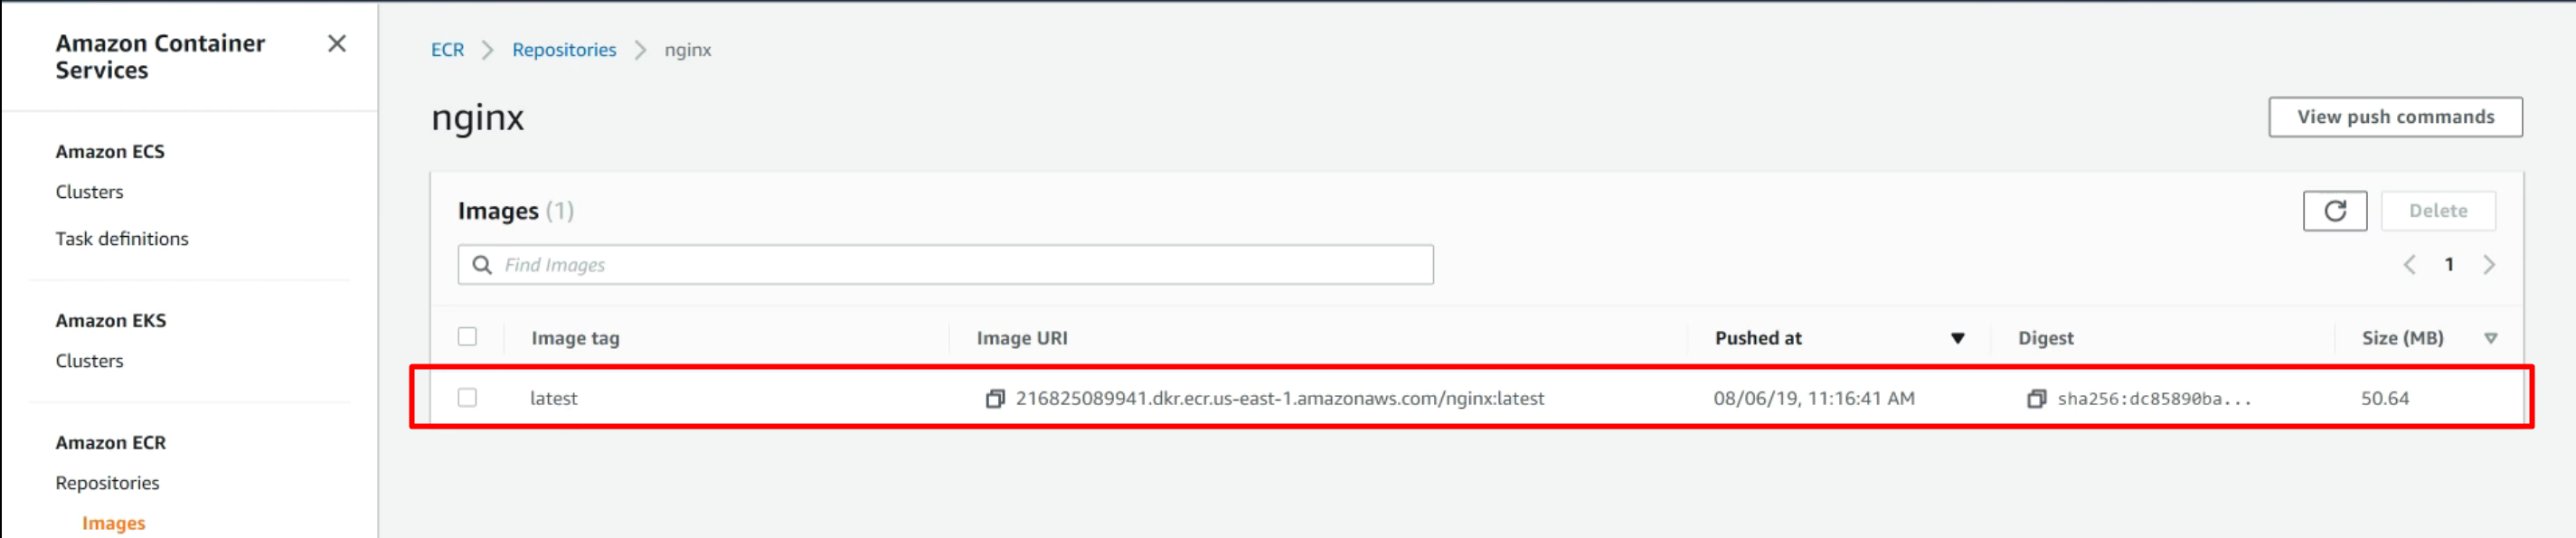 Amazon Container
Services
Amazon ECS
Clusters
Task definitions
Amazon EKS
Clusters
Amazon ECR
Repositories
Images
ECR Repositories nginx
nginx
View push commands
Images (1)
Delete
Find Images
1
Image tag Image URI Pushed at Digest Size (MB)
latest 216825089941.dkr.ecr.us-east-1.amazonaws.com/nginx:latest 08/06/19, 11:16:41 AM sha256:dc85890ba... 50.64